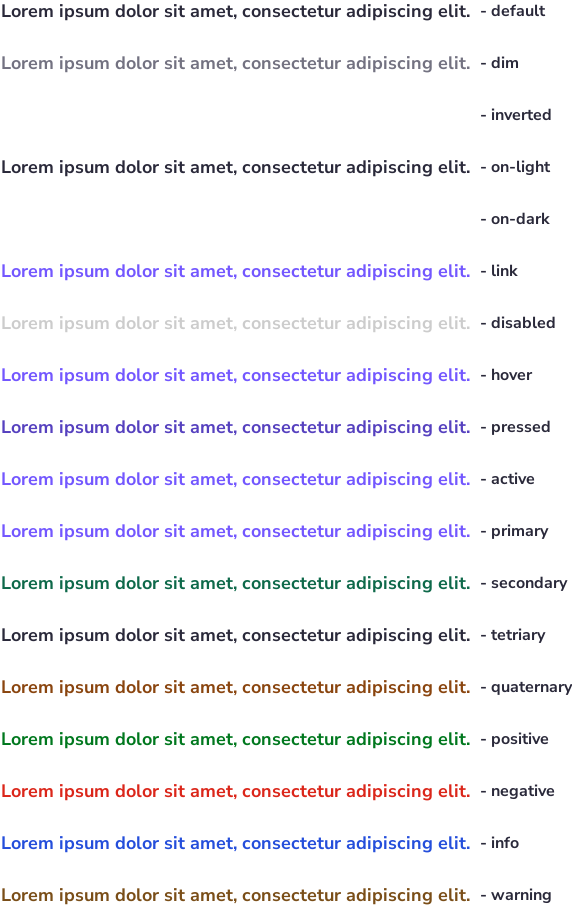 Lorem ipsum dolor sit amet, consectetur adipiscing elit. - default
Lorem ipsum dolor sit amet, consectetur adipiscing elit. - dim
- inverted
Lorem ipsum dolor sit amet, consectetur adipiscing elit. - on-light
- on-dark
Lorem ipsum dolor sit amet, consectetur adipiscing elit. - link
Lorem ipsum dolor sit amet, consectetur adipiscing elit. - disabled
Lorem ipsum dolor sit amet, consectetur adipiscing elit. - hover
Lorem ipsum dolor sit amet, consectetur adipiscing elit. - pressed
Lorem ipsum dolor sit amet, consectetur adipiscing elit. - active
Lorem ipsum dolor sit amet, consectetur adipiscing elit. - primary
Lorem ipsum dolor sit amet, consectetur adipiscing elit. - secondary
Lorem ipsum dolor sit amet, consectetur adipiscing elit. - tetriary
Lorem ipsum dolor sit amet, consectetur adipiscing elit. - quaternary
Lorem ipsum dolor sit amet, consectetur adipiscing elit. - positive
Lorem ipsum dolor sit amet, consectetur adipiscing elit. - negative
Lorem ipsum dolor sit amet, consectetur adipiscing elit. - info
Lorem ipsum dolor sit amet, consectetur adipiscing elit. - warning